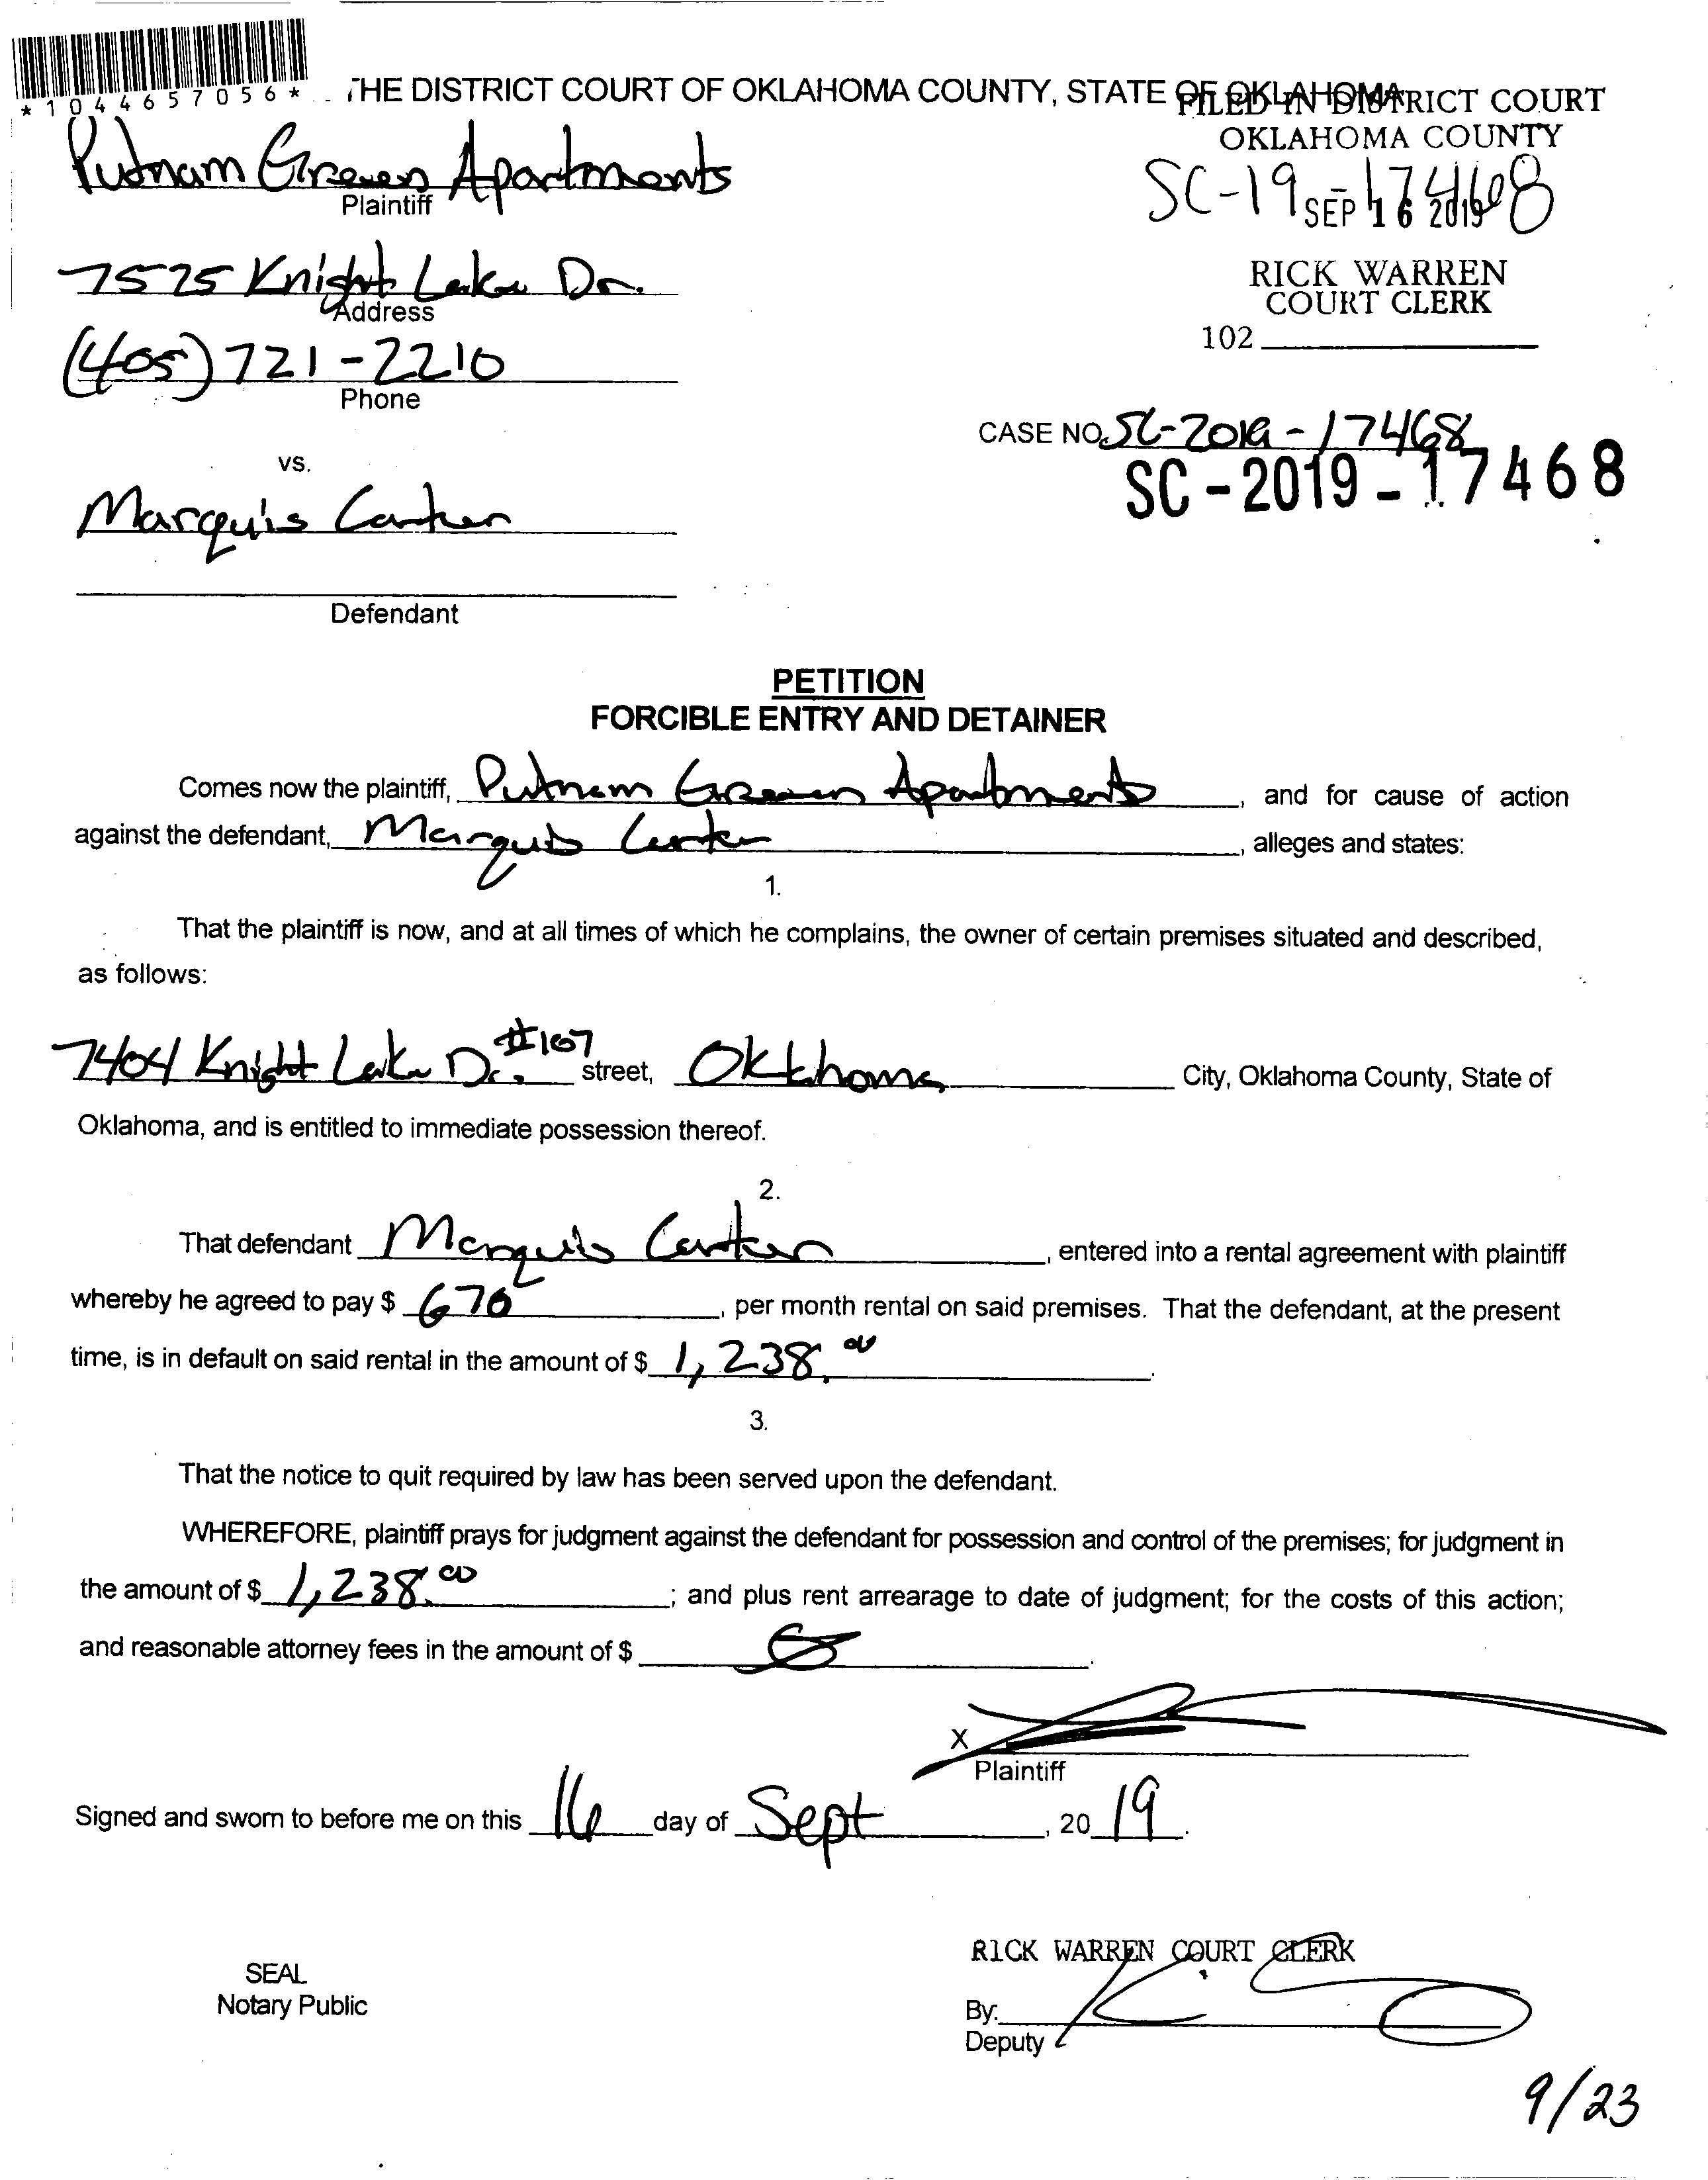 *1044657056*
THE DISTRICT COURT OF OKLAHOMA COUNTY, STATE OF OKLAHOMA
FILED IN DISTRICT COURT
OKLAHOMA COUNTY
Putnam Greens Apartments
Plaintiff
SC-19-17468
SEP 16 2019
7525 Knight Lake Dr.
Address
RICK WARREN
COURT CLERK
102
(405) 721-2210
Phone
CASE NO. SC-2019-17468
SC-2019-17468
vs.
Marquis Carter
Defendant
PETITION
FORCIBLE ENTRY AND DETAINER
Comes now the plaintiff, Putnam Green Apartments, and for cause of action
against the defendant, Marquis Carter, alleges and states:
1.
That the plaintiff is now, and at all times of which he complains, the owner of certain premises situated and described,
as follows:
7404 Knight Lake Dr. #107 street, Oklahoma City, Oklahoma County, State of
Oklahoma, and is entitled to immediate possession thereof.
2.
That defendant Marquis Carter, entered into a rental agreement with plaintiff
whereby he agreed to pay $ 670, per month rental on said premises. That the defendant, at the present
time, is in default on said rental in the amount of $ 1,238.00.
3.
That the notice to quit required by law has been served upon the defendant.
WHEREFORE, plaintiff prays for judgment against the defendant for possession and control of the premises; for judgment in
the amount of $ 1,238.00; and plus rent arrearage to date of judgment; for the costs of this action;
and reasonable attorney fees in the amount of $
X
Plaintiff
Signed and sworn to before me on this 16 day of Sept, 2019.
RICK WARREN COURT CLERK
SEAL
Notary Public
By:
Deputy
9/23